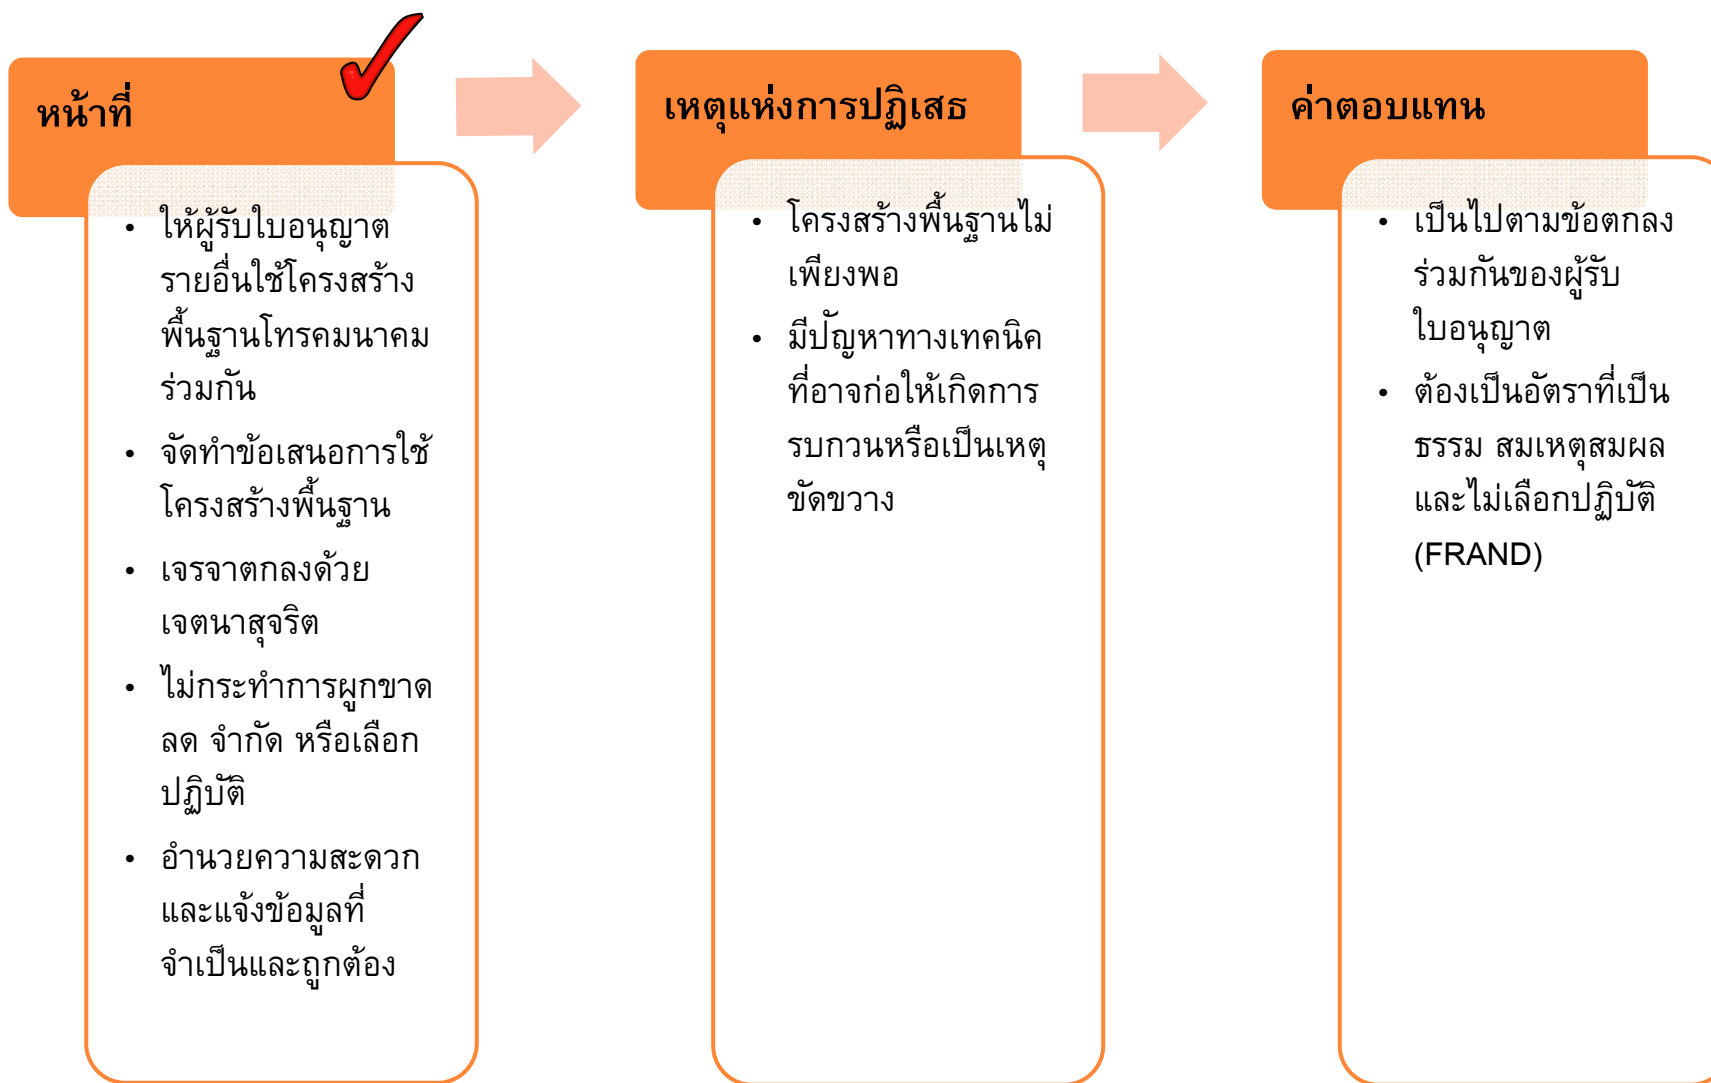 หน้าที่
• ให้ผู้รับใบอนุญาต
รายอื่นใช้โครงสร้าง
พื้นฐานโทรคมนาคม
ร่วมกัน
• จัดทำข้อเสนอการใช้
โครงสร้างพื้นฐาน
• เจรจาตกลงด้วย
เจตนาสุจริต
• ไม่กระทำการผูกขาด
ลด จำกัด หรือเลือก
ปฏิบัติ
• อำนวยความสะดวก
และแจ้งข้อมูลที่
จำเป็นและถูกต้อง
เหตุแห่งการปฏิเสธ
• โครงสร้างพื้นฐานไม่
เพียงพอ
• มีปัญหาทางเทคนิค
ที่อาจก่อให้เกิดการ
รบกวนหรือเป็นเหตุ
ขัดขวาง
ค่าตอบแทน
• เป็นไปตามข้อตกลง
ร่วมกันของผู้รับ
ใบอนุญาต
• ต้องเป็นอัตราที่เป็น
ธรรม สมเหตุสมผล
และไม่เลือกปฏิบัติ
(FRAND)